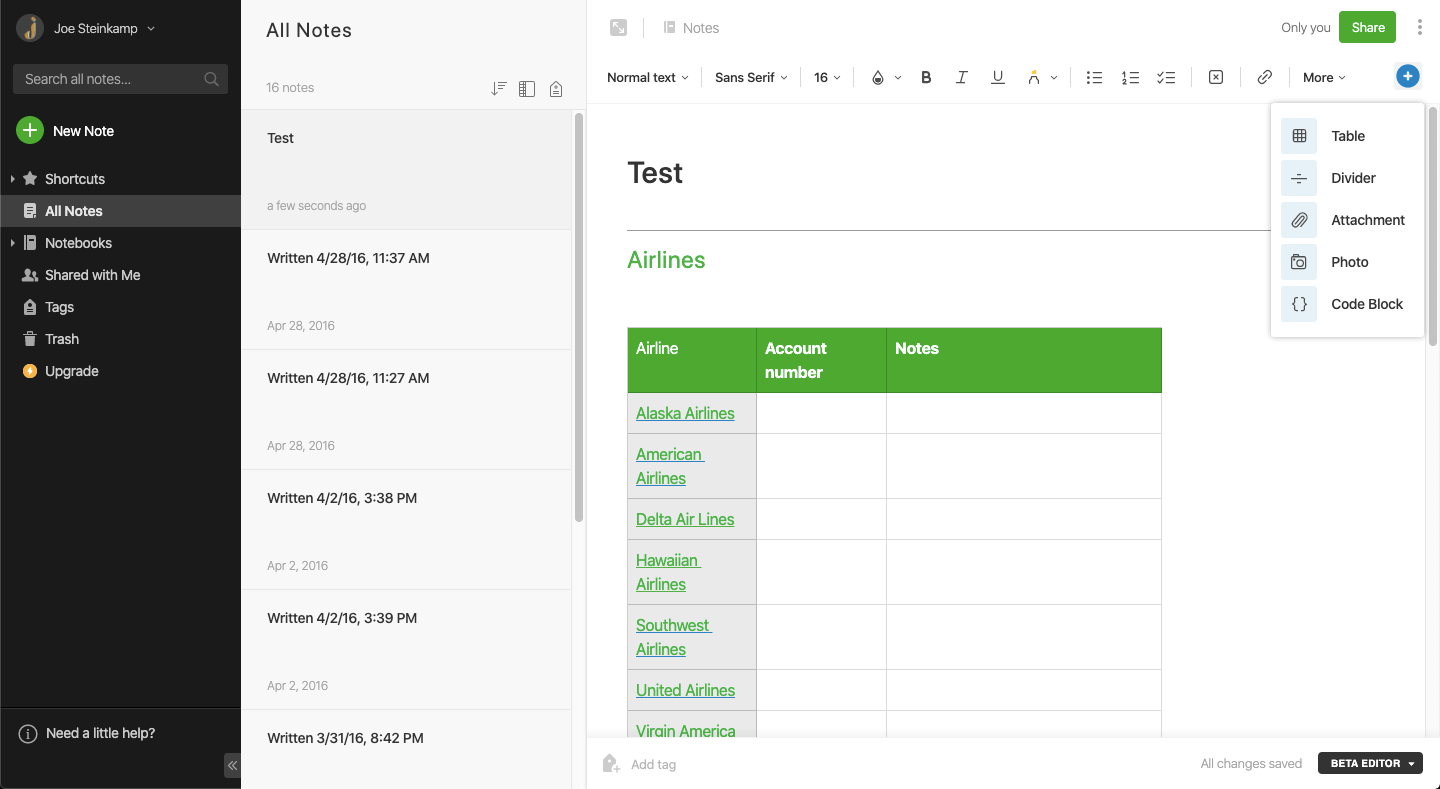 Joe Steinkamp
Search all notes...
New Note
Shortcuts
All Notes
Notebooks
Shared with Me
Tags
Trash
Upgrade
Need a little help?
All Notes
16 notes
Test
a few seconds ago
Written 4/28/16, 11:37 AM
Apr 28, 2016
Written 4/28/16, 11:27 AM
Apr 28, 2016
Written 4/2/16, 3:38 PM
Apr 2, 2016
Written 4/2/16, 3:39 PM
Apr 2, 2016
Written 3/31/16, 8:42 PM
Notes
Only you
Share
Normal text
Sans Serif
16
B
I
U
More
Table
Divider
Attachment
Photo
Code Block
Test
Airlines
Airline
Account
number
Notes
Alaska Airlines
American
Airlines
Delta Air Lines
Hawaiian
Airlines
Southwest
Airlines
United Airlines
Virgin America
Add tag
All changes saved
BETA EDITOR